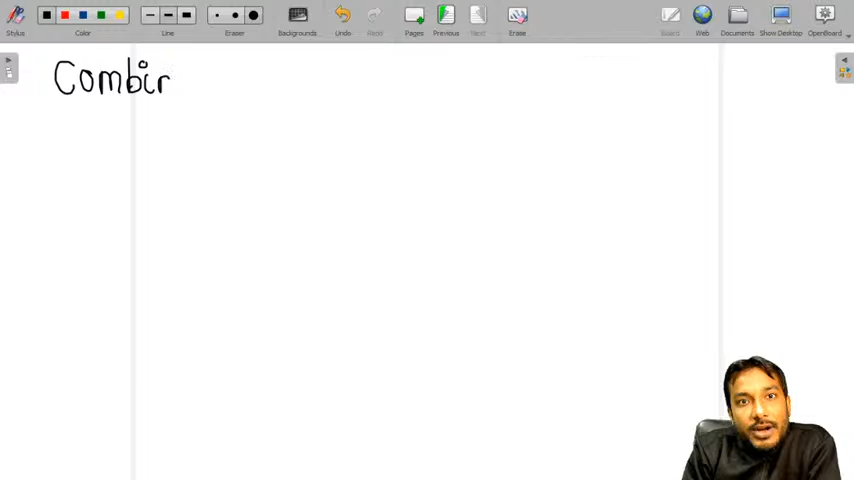 Stylus Color Line Eraser Backgrounds Undo Redo Pages Previous Next Erase Board Web Documents Show Desktop OpenBoard
Combir